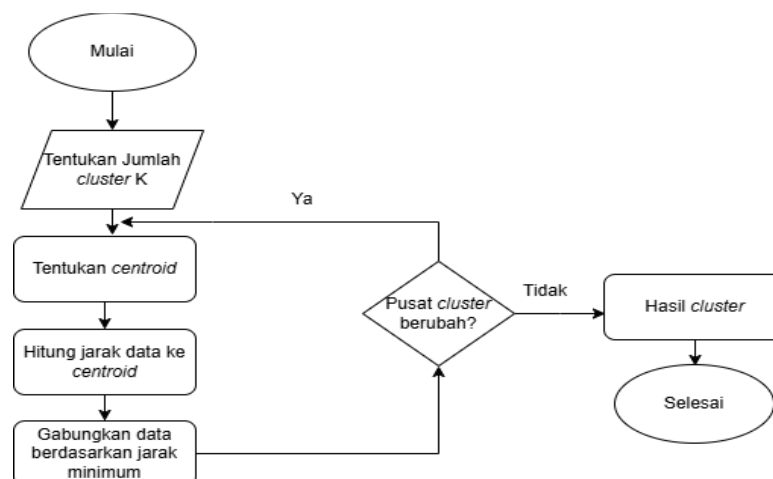 Mulai
Tentukan Jumlah
cluster K
Ya
Tentukan centroid
Hitung jarak data ke
centroid
Gabungkan data
berdasarkan jarak
minimum
Pusat cluster
berubah?
Tidak
Hasil cluster
Selesai